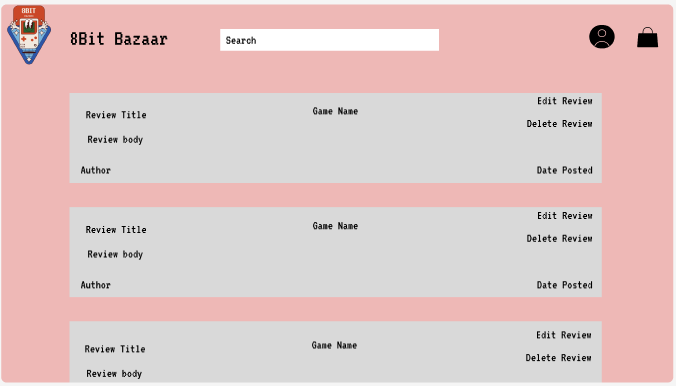 8BIT
8Bit Bazaar
Search
Edit Review
Game Name
Review Title
Delete Review
Review body
Author
Date Posted
Edit Review
Game Name
Review Title
Delete Review
Review body
Author
Date Posted
Edit Review
Game Name
Review Title
Delete Review
Review body